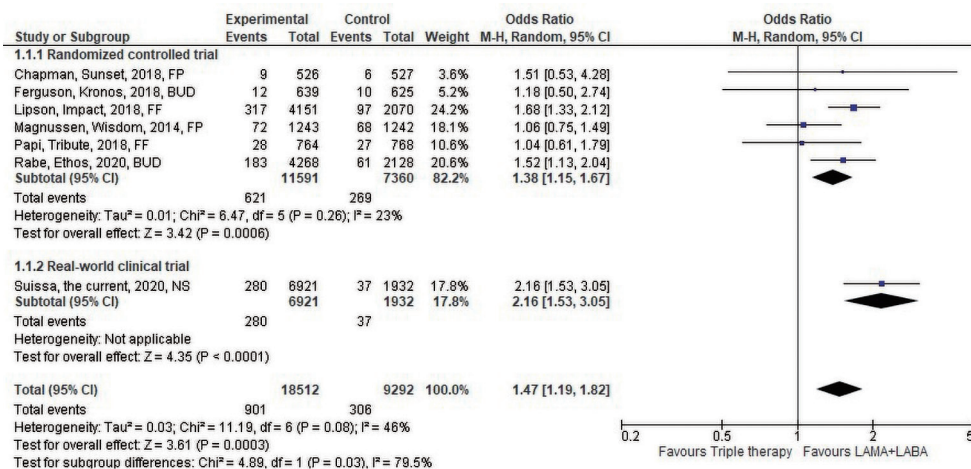 Experimental Control Odds Ratio Odds Ratio
Study or Subgroup Events Total Events Total Weight M-H, Random, 95% CI M-H, Random, 95% CI
1.1.1 Randomized controlled trial
Chapman, Sunset, 2018, FP 9 526 6 527 3.6% 1.51 [0.53, 4.28]
Ferguson, Kronos, 2018, BUD 12 639 10 625 5.2% 1.18 [0.50, 2.74]
Lipson, Impact, 2018, FF 317 4151 97 2070 24.2% 1.68 [1.33, 2.12]
Magnussen, Wisdom, 2014, FP 72 1243 68 1242 18.1% 1.06 [0.75, 1.49]
Papi, Tribute, 2018, FF 28 764 27 768 10.6% 1.04 [0.61, 1.79]
Rabe, Ethos, 2020, BUD 183 4268 61 2128 20.6% 1.52 [1.13, 2.04]
Subtotal (95% CI) 11591 7360 82.2% 1.38 [1.15, 1.67]
Total events 621 269
Heterogeneity: Tau² = 0.01; Chi² = 6.47, df = 5 (P = 0.26); I² = 23%
Test for overall effect: Z = 3.42 (P = 0.0006)
1.1.2 Real-world clinical trial
Suissa, the current, 2020, NS 280 6921 37 1932 17.8% 2.16 [1.53, 3.05]
Subtotal (95% CI) 6921 1932 17.8% 2.16 [1.53, 3.05]
Total events 280 37
Heterogeneity: Not applicable
Test for overall effect: Z = 4.35 (P < 0.0001)
Total (95% CI) 18512 9292 100.0% 1.47 [1.19, 1.82]
Total events 901 306
Heterogeneity: Tau² = 0.03; Chi² = 11.19, df = 6 (P = 0.08); I² = 46%
Test for overall effect: Z = 3.61 (P = 0.0003)
Test for subgroup differences: Chi² = 4.89, df = 1 (P = 0.03), I² = 79.5%
0.2 0.5 1 2 5
Favours Triple therapy Favours LAMA+LABA